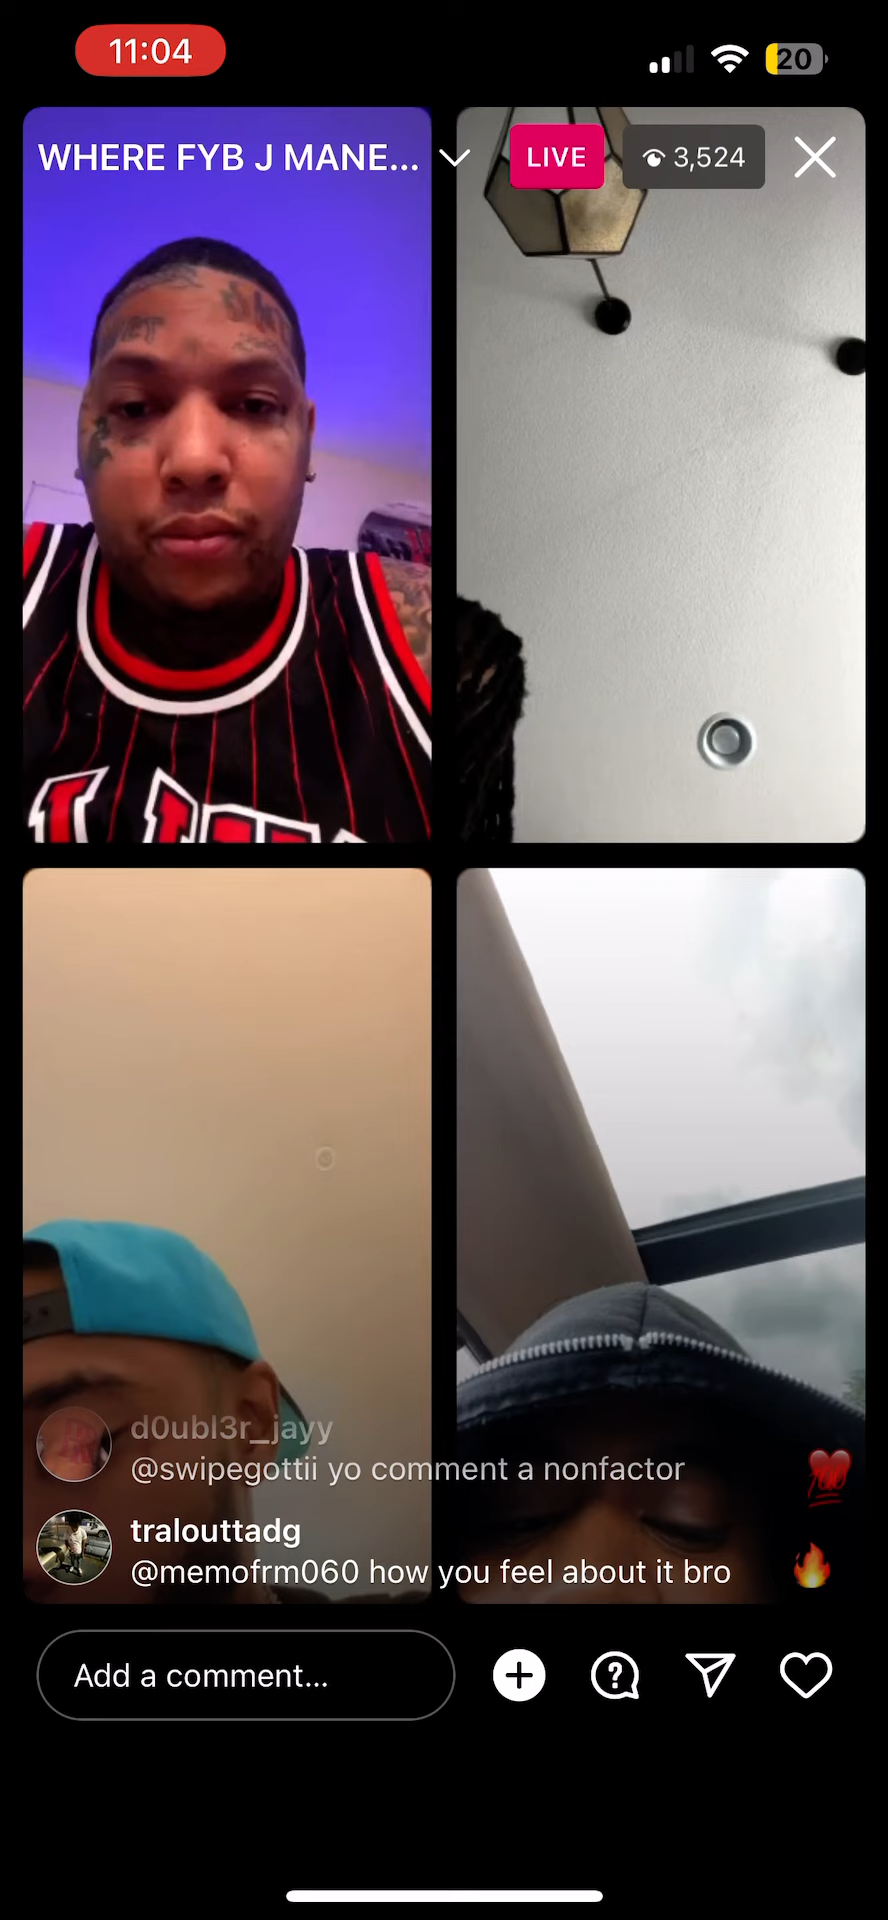 11:04
20
WHERE FYB J MANE...
LIVE
3,524
d0ubl3r_jayy
@swipegottii yo comment a nonfactor
tralouttadg
@memofrm060 how you feel about it bro
Add a comment...